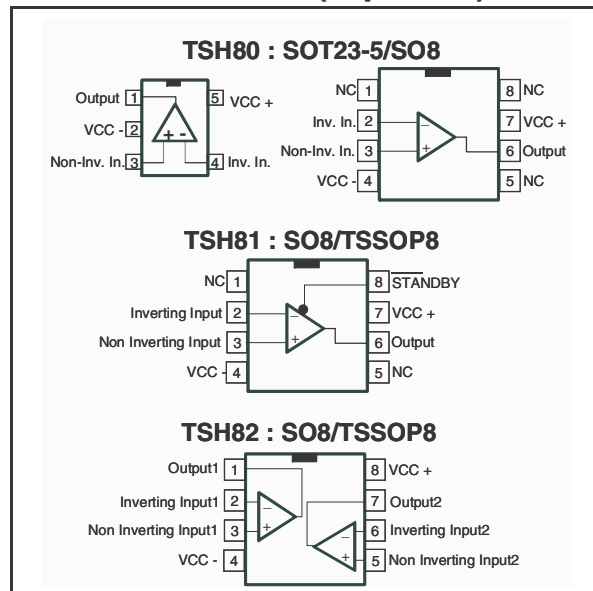 TSH80 : SOT23-5/SO8
Output 1 5 VCC +
VCC - 2
+ -
Non-Inv. In. 3 4 Inv. In.
NC 1 8 NC
Inv. In. 2 _ 7 VCC +
Non-Inv. In. 3 + 6 Output
VCC - 4 5 NC
TSH81 : SO8/TSSOP8
NC 1 8 STANDBY
Inverting Input 2 _ 7 VCC +
Non Inverting Input 3 + 6 Output
VCC - 4 5 NC
TSH82 : SO8/TSSOP8
Output1 1 8 VCC +
Inverting Input1 2 _ 7 Output2
Non Inverting Input1 3 + _ 6 Inverting Input2
VCC - 4 + 5 Non Inverting Input2